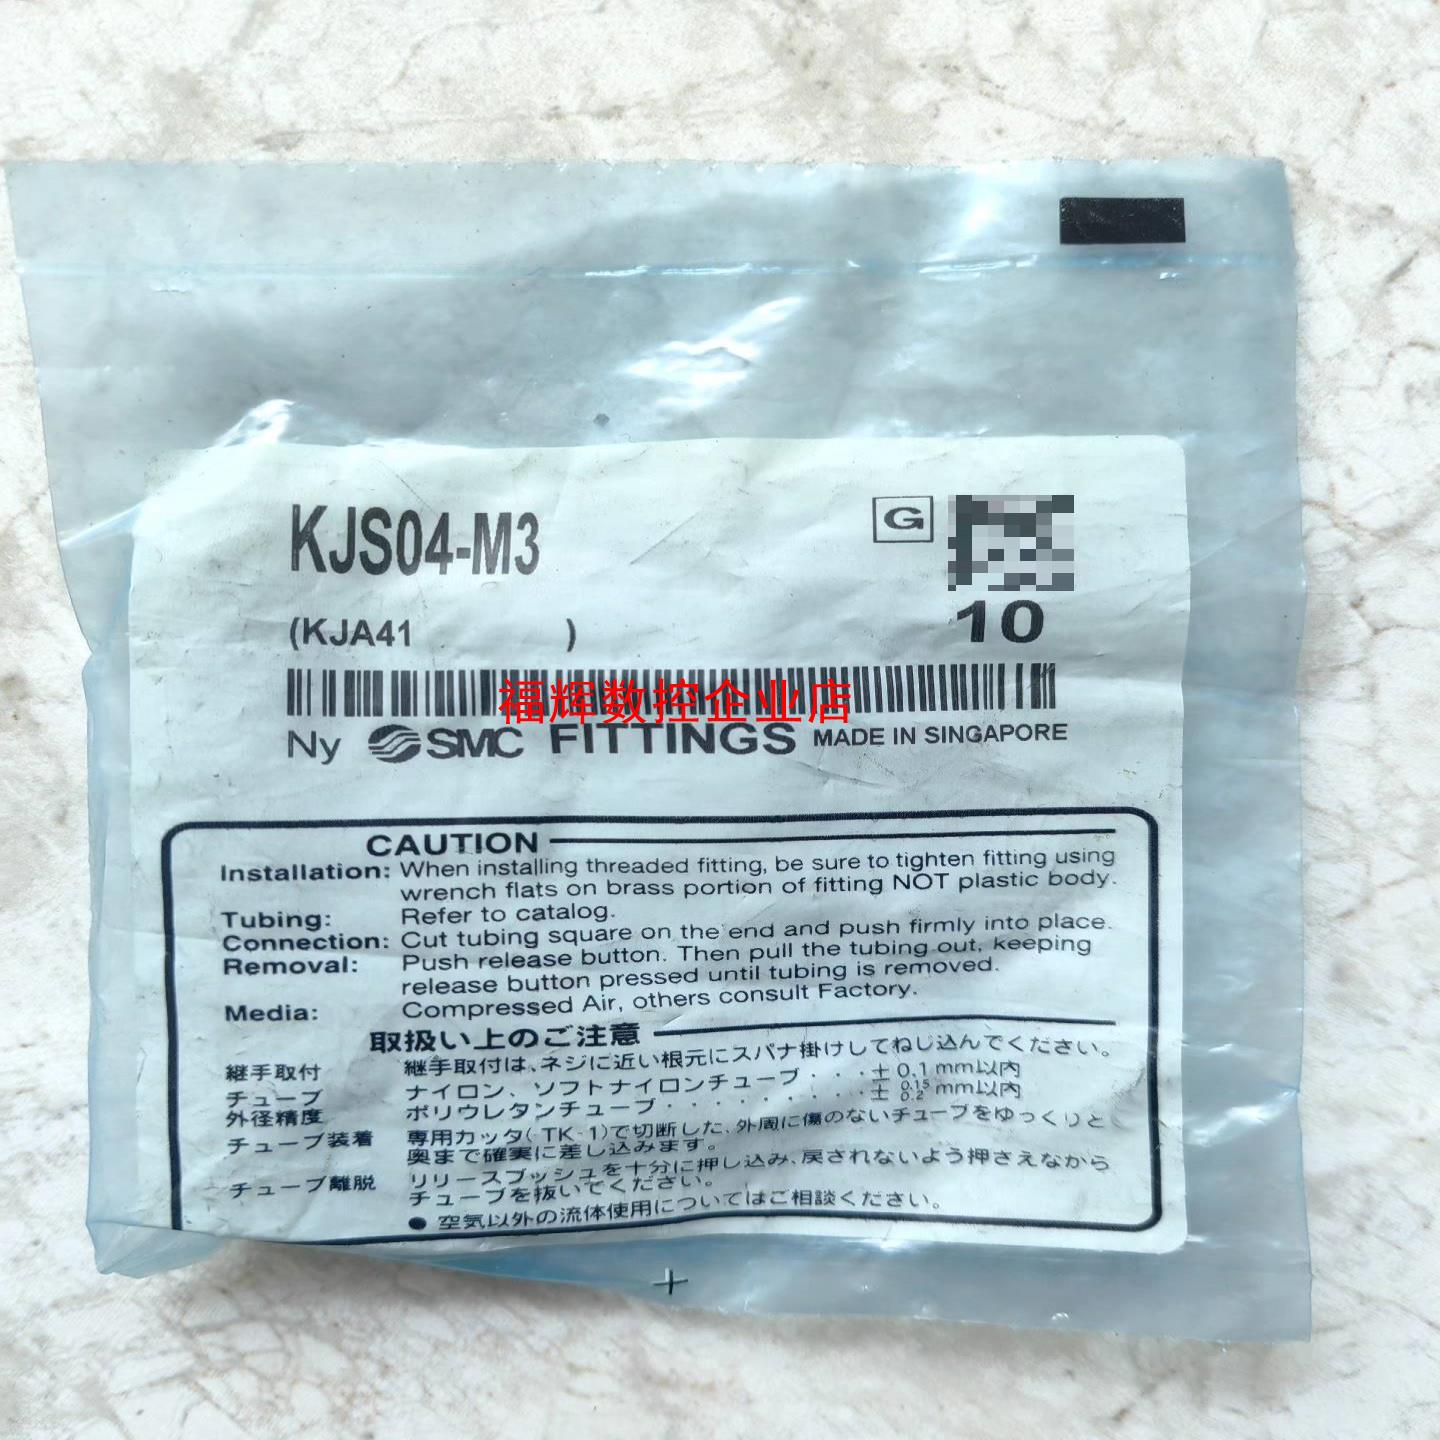 KJS04-M3
G
(KJA41 )
10
福辉数控企业店
Ny SMC FITTINGS MADE IN SINGAPORE
CAUTION
Installation: When installing threaded fitting, be sure to tighten fitting using
wrench flats on brass portion of fitting NOT plastic body.
Tubing: Refer to catalog.
Connection: Cut tubing square on the end and push firmly into place.
Removal: Push release button. Then pull the tubing out, keeping
release button pressed until tubing is removed.
Media: Compressed Air, others consult Factory.
取扱い上のご注意
継手取付 継手取付は、ネジに近い根元にスパナ掛けしてねじ込んでください。
チューブ ナイロン、ソフトナイロンチューブ・・・± 0.1 mm以内
外径精度 ポリウレタンチューブ・・・・・・・・・± 0.15 0.2 mm以内
チューブ装着 専用カッタ(TK-1)で切断した、外周に傷のないチューブをゆっくりと
奥まで確実に差し込みます。
チューブ離脱 リリースブッシュを十分に押し込み、戻されないよう押さえながら
チューブを抜いでください。
● 空気以外の流体使用についてはご相談ください。